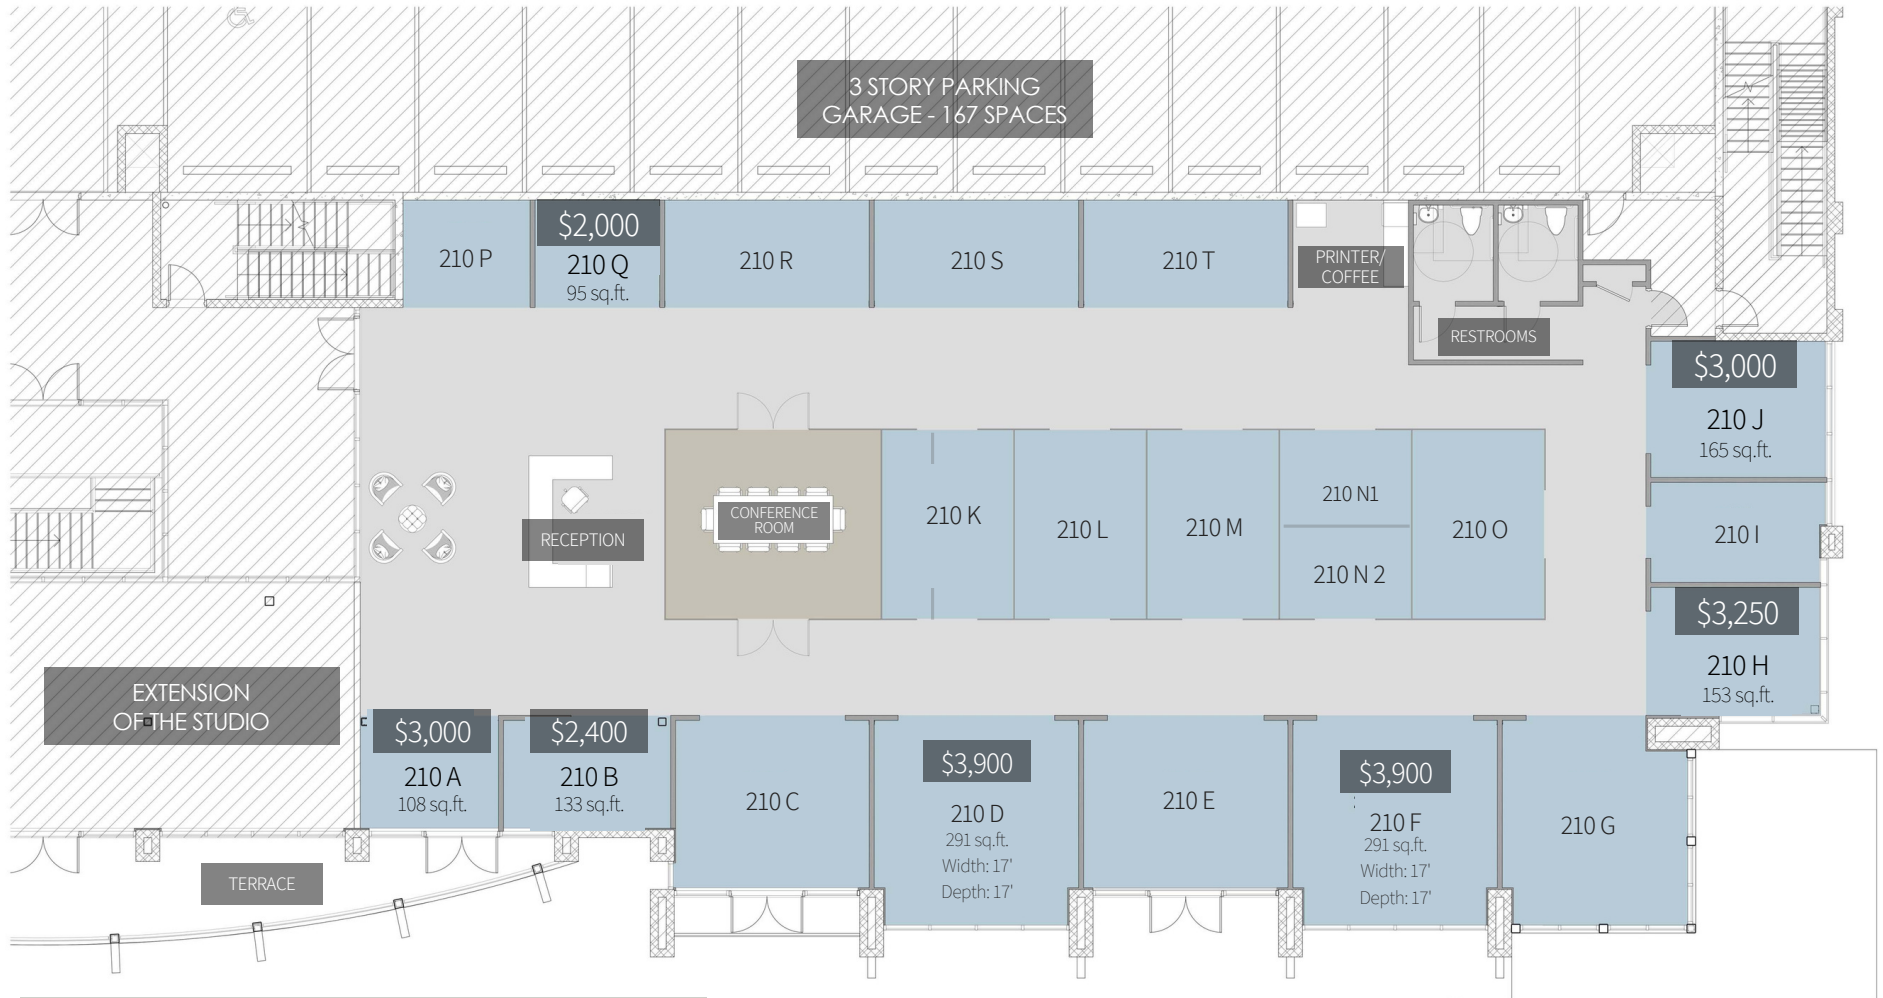 3 STORY PARKING
GARAGE - 167 SPACES
210 P
$2,000
210 Q
95 sq.ft.
210 R
210 S
210 T
PRINTER/
COFFEE
RESTROOMS
$3,000
210 J
165 sq.ft.
RECEPTION
CONFERENCE
ROOM
210 K
210 L
210 M
210 N1
210 N 2
210 O
210 I
$3,250
210 H
153 sq.ft.
EXTENSION
OF THE STUDIO
$3,000
210 A
108 sq.ft.
$2,400
210 B
133 sq.ft.
210 C
$3,900
210 D
291 sq.ft.
Width: 17'
Depth: 17'
210 E
$3,900
210 F
291 sq.ft.
Width: 17'
Depth: 17'
210 G
TERRACE